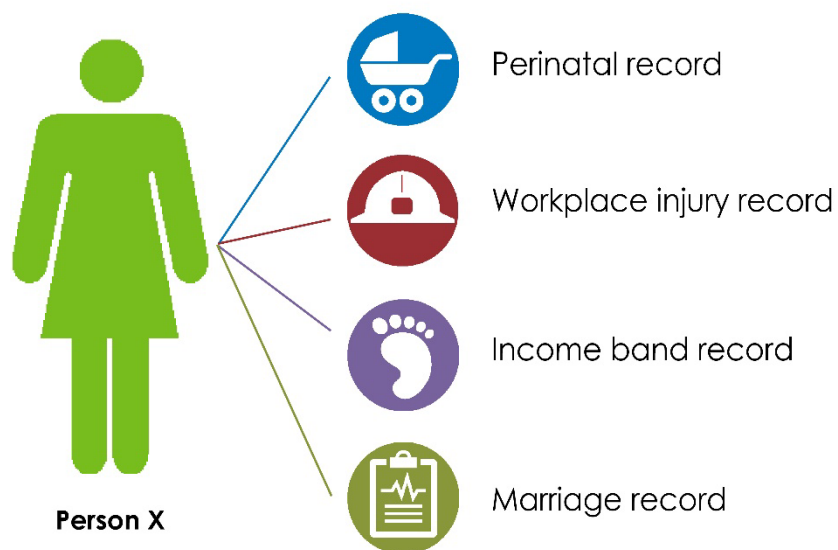 Perinatal record
Workplace injury record
Income band record
Marriage record
Person X